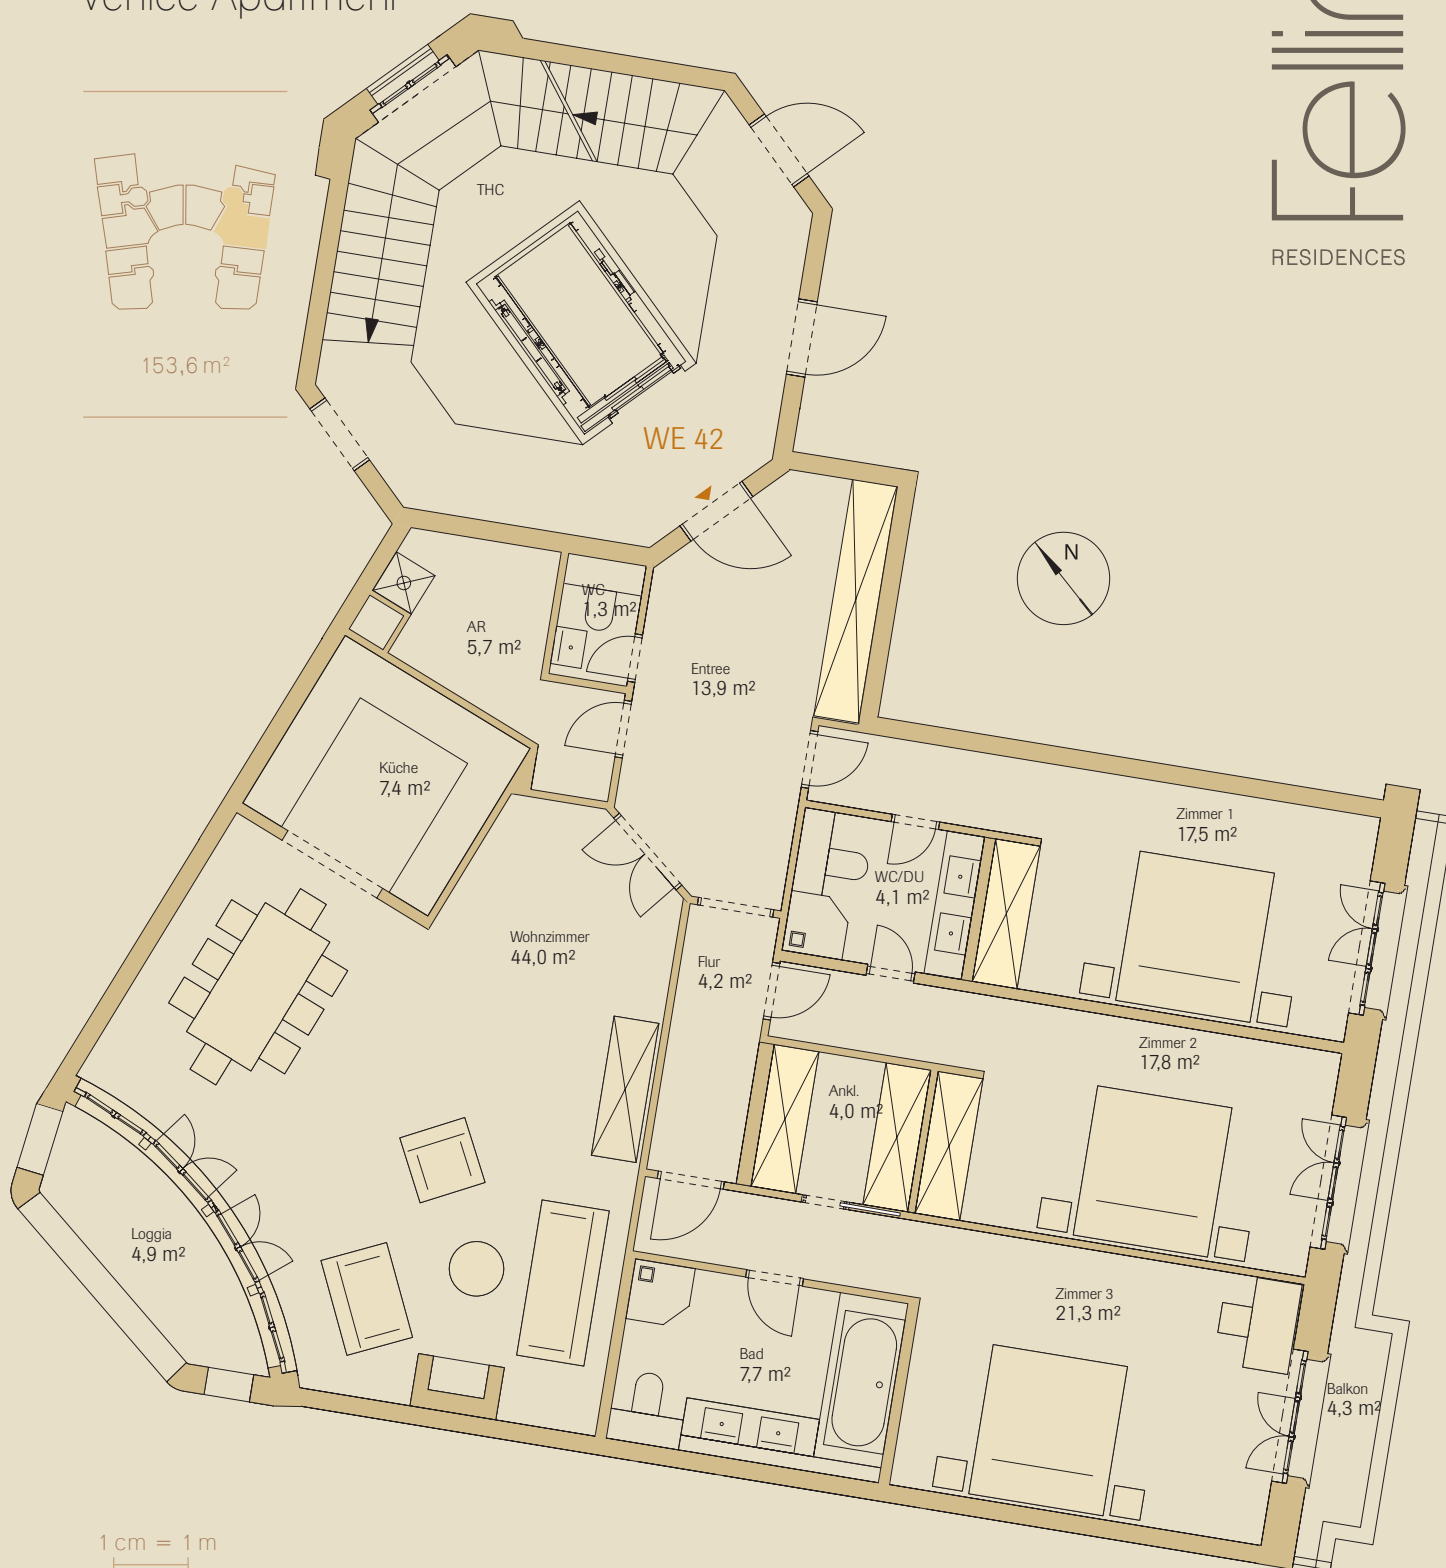 Venice Apartment
Fellin
RESIDENCES
153,6 m²
THC
WE 42
N
WC
1,3 m²
AR
5,7 m²
Entree
13,9 m²
Küche
7,4 m²
Zimmer 1
17,5 m²
WC/DU
4,1 m²
Wohnzimmer
44,0 m²
Flur
4,2 m²
Zimmer 2
17,8 m²
Ankl.
4,0 m²
Loggia
4,9 m²
Zimmer 3
21,3 m²
Bad
7,7 m²
Balkon
4,3 m²
1 cm = 1 m